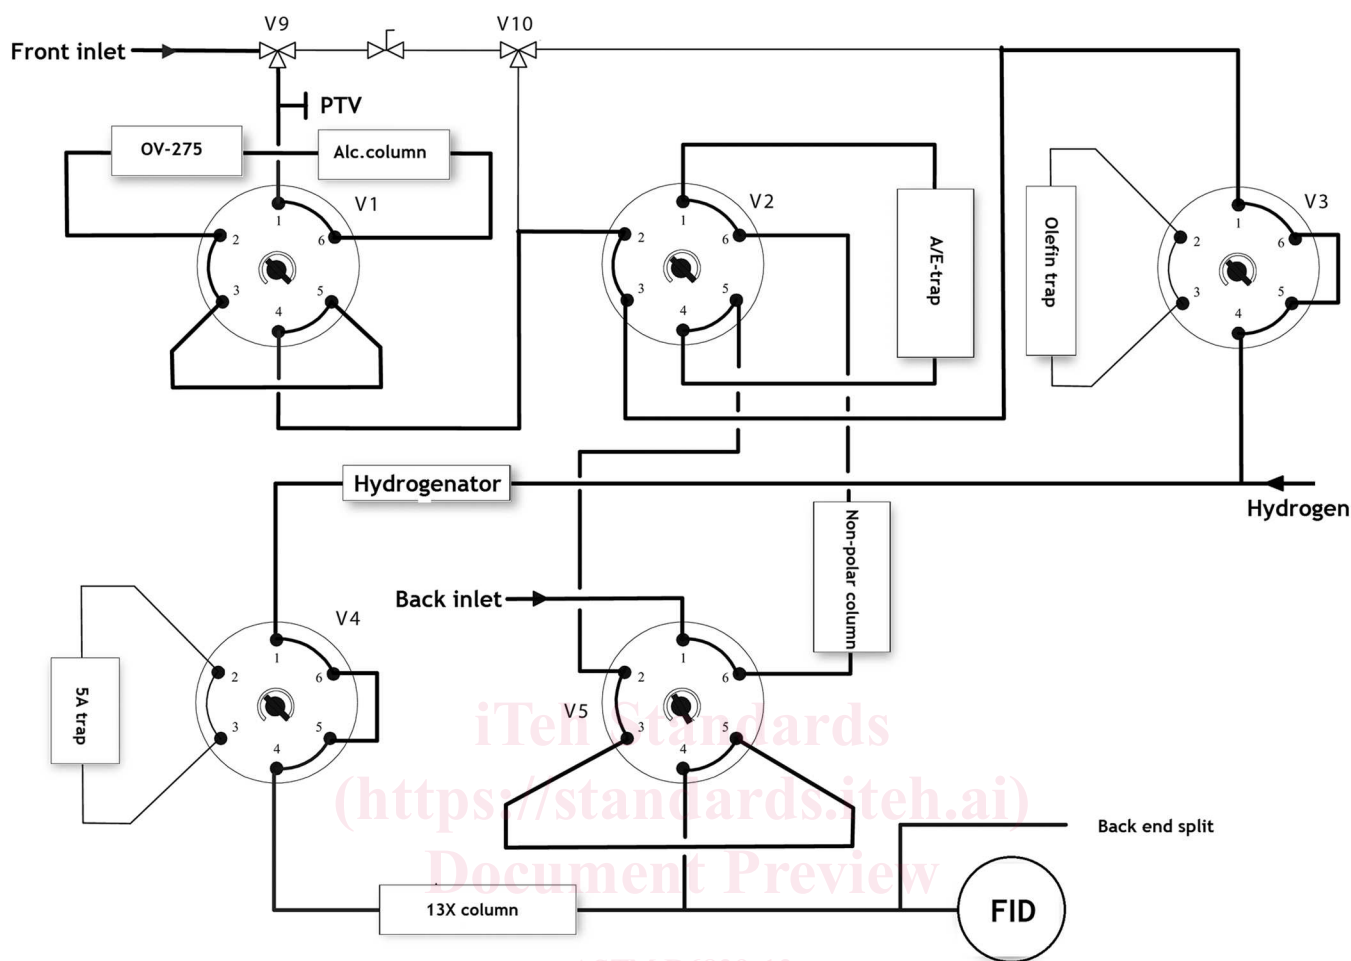 V9
V10
Front inlet
PTV
OV-275
Alc.column
V1
1
2
3
4
5
6
V2
1
2
3
4
5
6
A/E-trap
Olefin trap
V3
1
2
3
4
5
6
Hydrogenator
Hydrogen
Non-polar column
Back inlet
V4
1
2
3
4
5
6
5A trap
V5
1
2
3
4
5
6
iTeh Standards
(https://standards.iteh.ai)
Document Preview
Back end split
13X column
FID